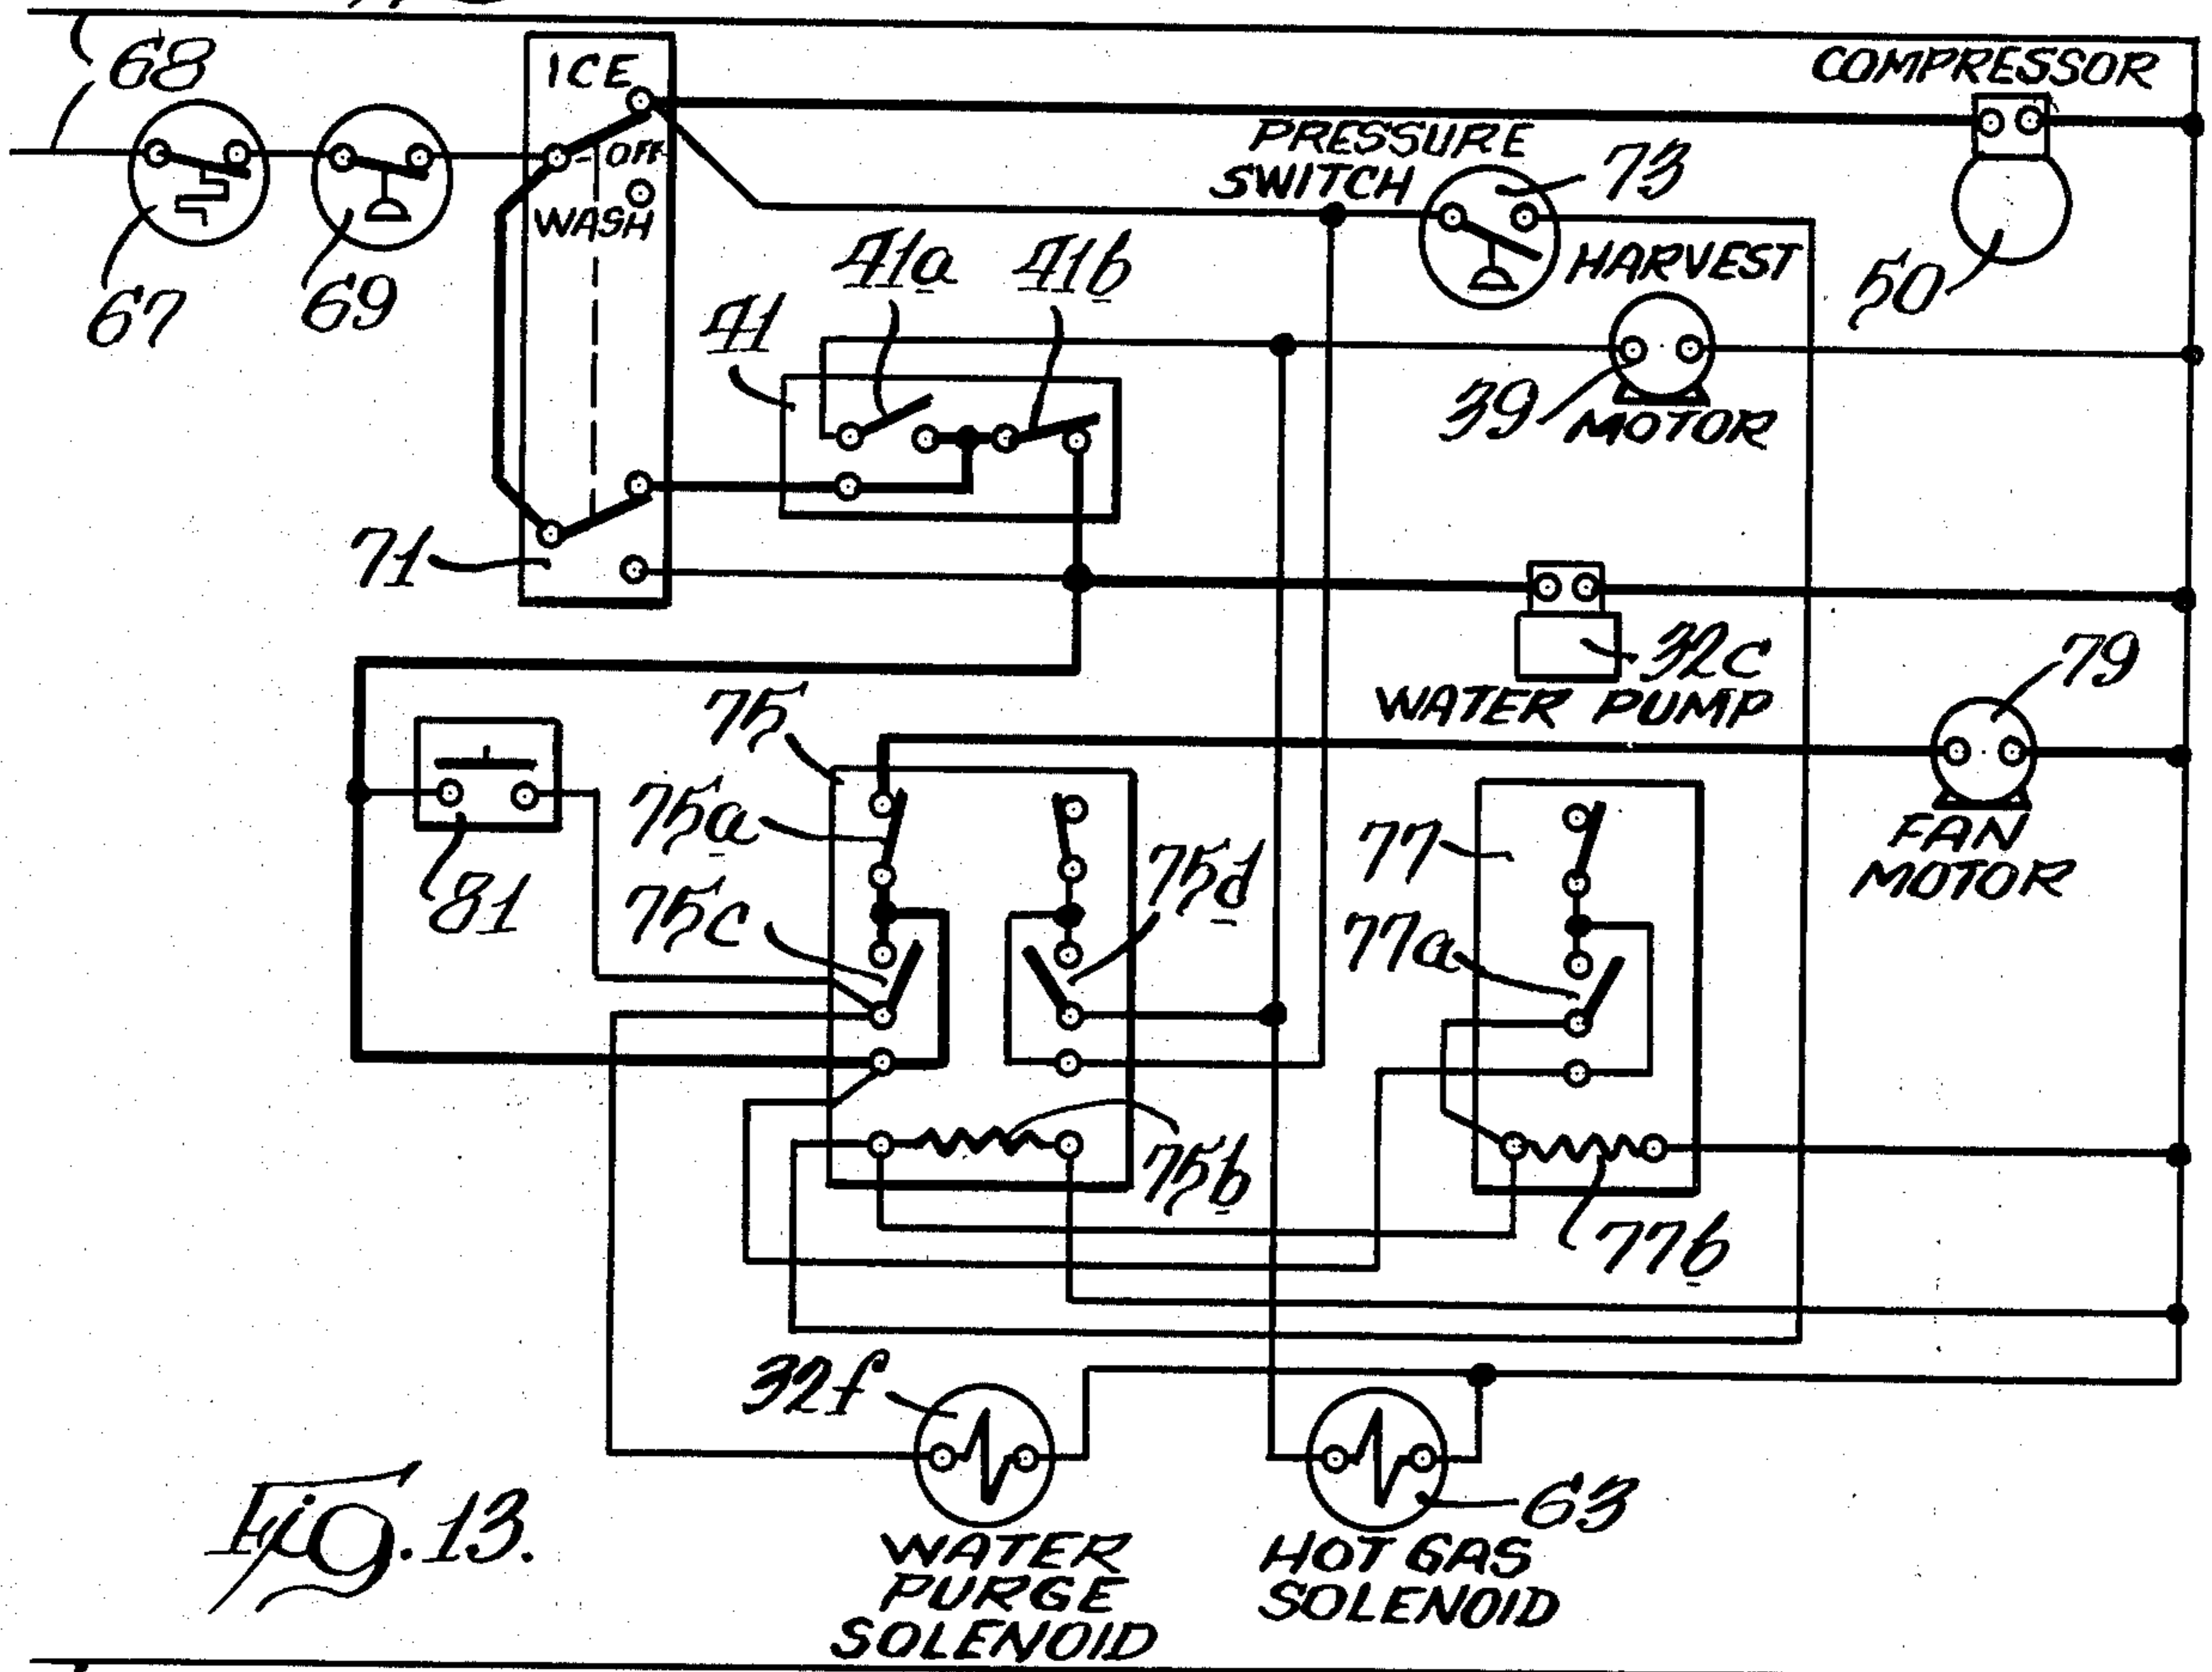 68
ICE
COMPRESSOR
OFF
WASH
PRESSURE
SWITCH
73
HARVEST
67
69
41a
41b
50
41
39
MOTOR
71
32c
WATER PUMP
79
75
75a
81
75c
75d
77
77a
FAN
MOTOR
75b
77b
32f
63
WATER
PURGE
SOLENOID
HOT GAS
SOLENOID
Fig. 13.